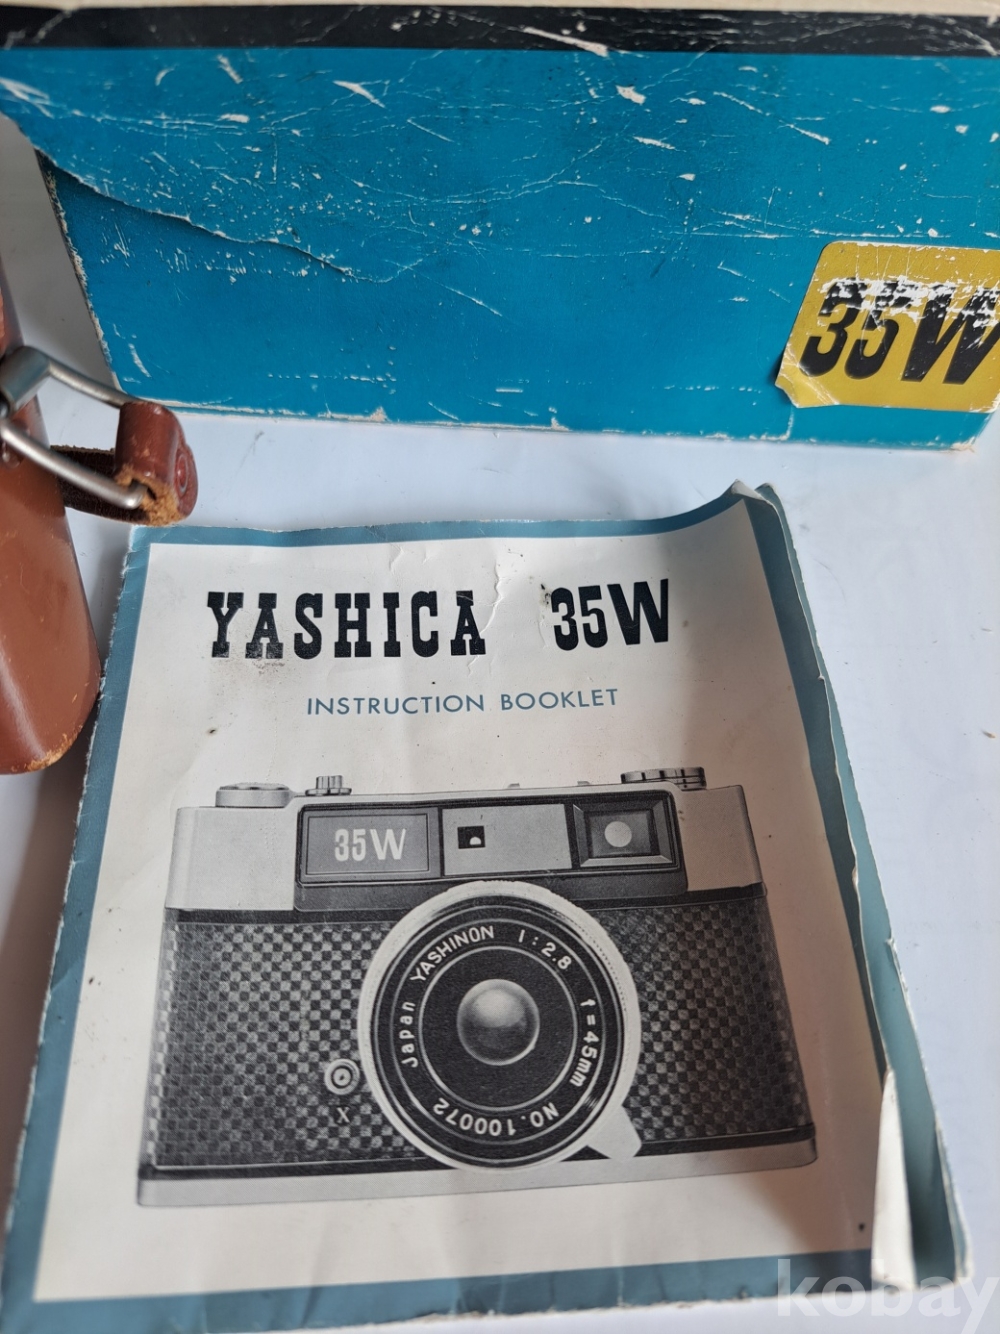 35W
YASHICA 35W
INSTRUCTION BOOKLET
35W
Japan YASHINON 1:2.8 f=45mm NO.100072
X
kobay